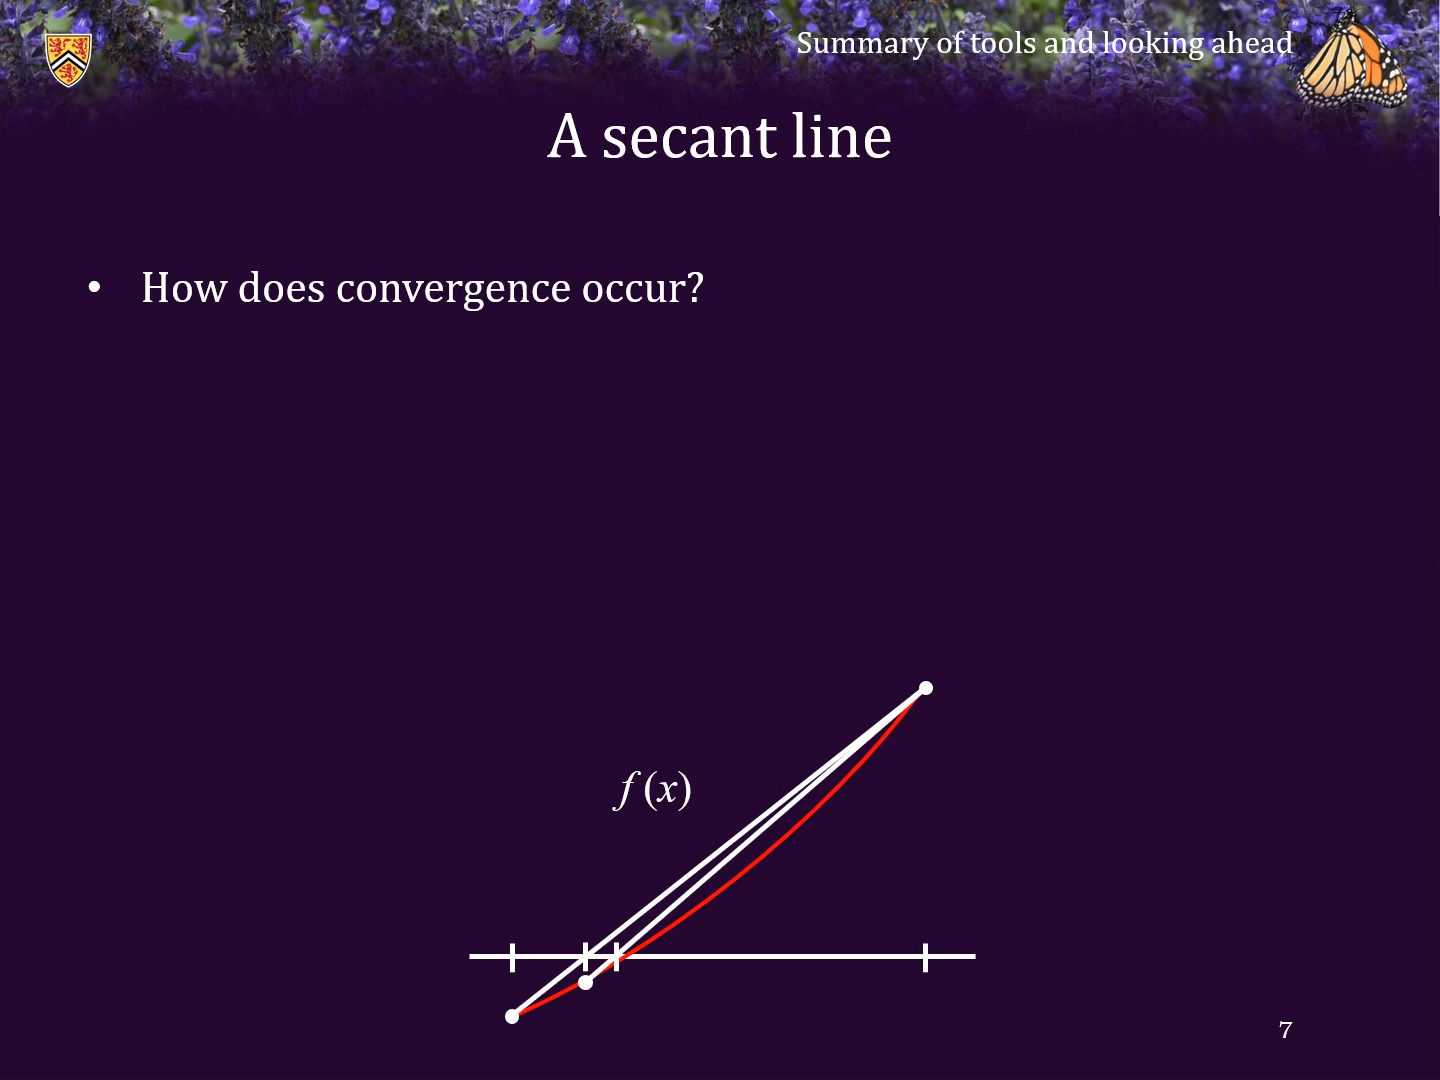 Summary of tools and looking ahead
A secant line
• How does convergence occur?
f (x)
7